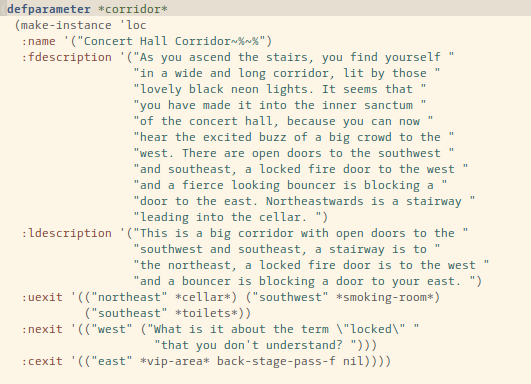 defparameter *corridor*
(make-instance 'loc
:name '("Concert Hall Corridor~%~%")
:fdescription '("As you ascend the stairs, you find yourself "
"in a wide and long corridor, lit by those "
"lovely black neon lights. It seems that "
"you have made it into the inner sanctum "
"of the concert hall, because you can now "
"hear the excited buzz of a big crowd to the "
"west. There are open doors to the southwest "
"and southeast, a locked fire door to the west "
"and a fierce looking bouncer is blocking a "
"door to the east. Northeastwards is a stairway "
"leading into the cellar. ")
:ldescription '("This is a big corridor with open doors to the "
"southwest and southeast, a stairway is to "
"the northeast, a locked fire door is to the west "
"and a bouncer is blocking a door to your east. ")
:uexit '(("northeast" *cellar*) ("southwest" *smoking-room*)
("southeast" *toilets*))
:nexit '(("west" ("What is it about the term \"locked\" "
"that you don't understand? ")))
:cexit '(("east" *vip-area* back-stage-pass-f nil))))